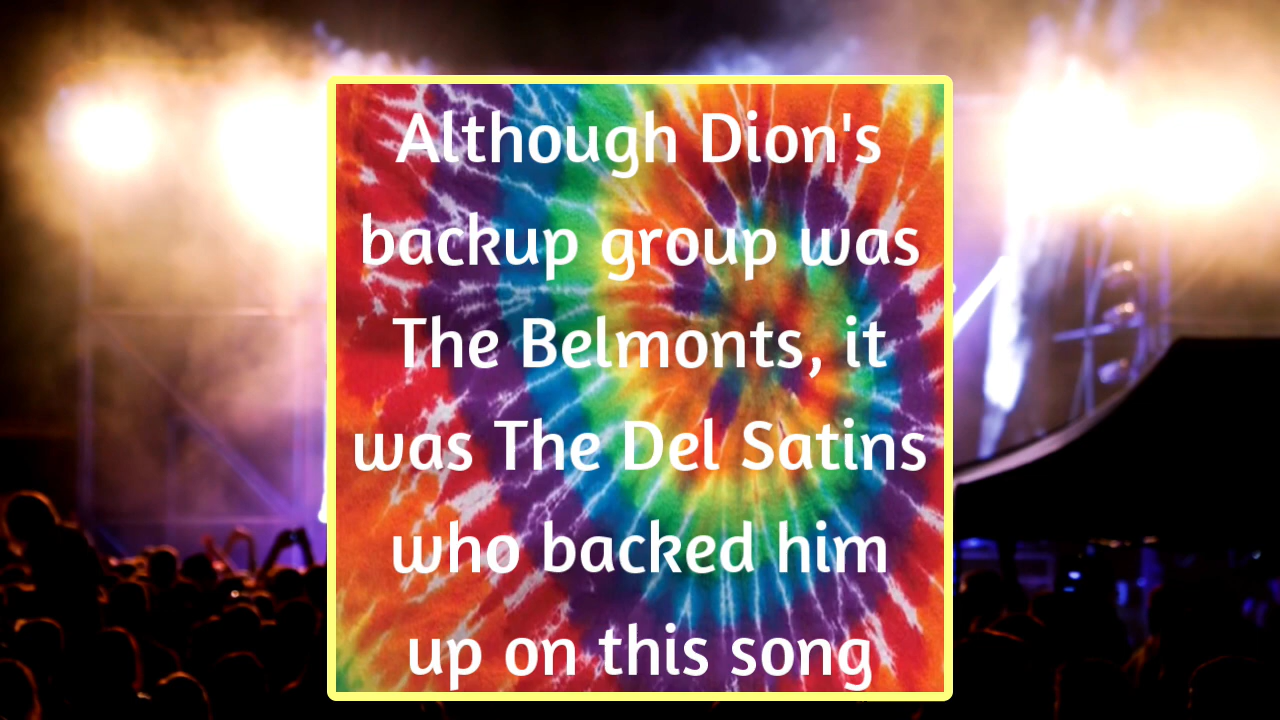 Although Dion's
backup group was
The Belmonts, it
was The Del Satins
who backed him
up on this song